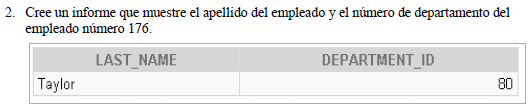 2. Cree un informe que muestre el apellido del empleado y el número de departamento del
empleado número 176.
LAST_NAME DEPARTMENT_ID
Taylor 80